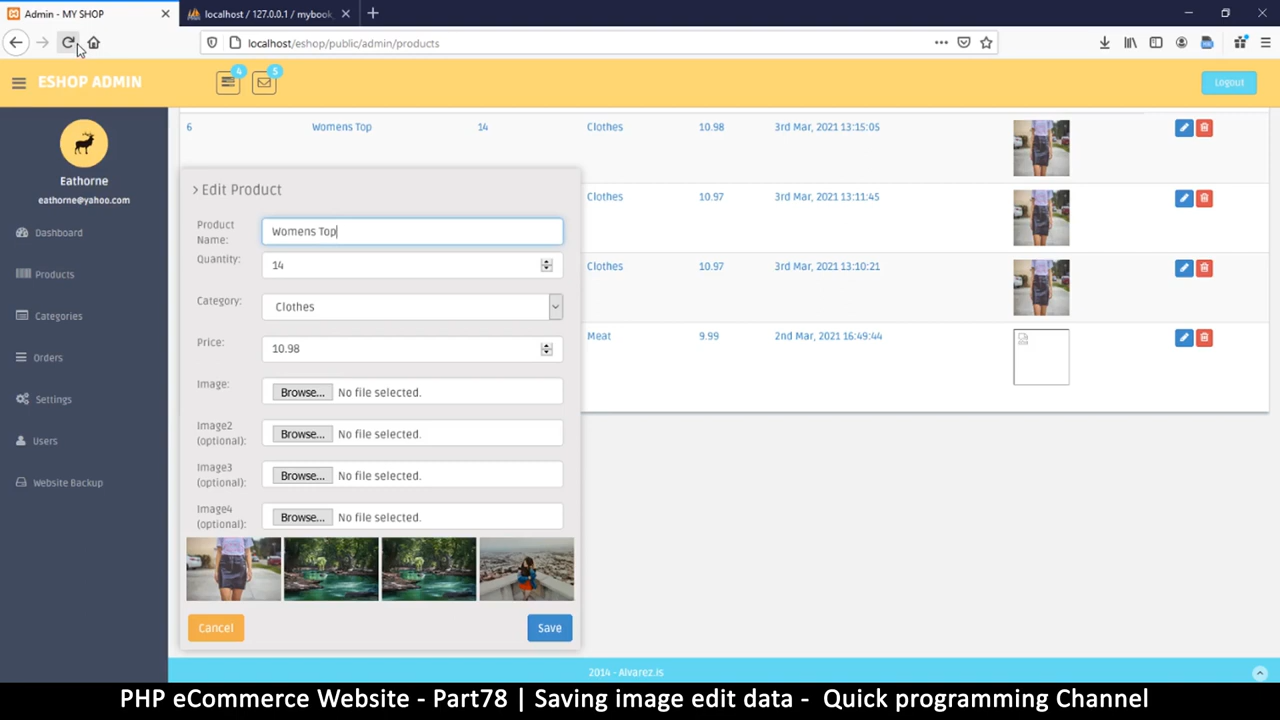 Admin - MY SHOP
localhost / 127.0.0.1 / mybook
localhost/eshop/public/admin/products
ESHOP ADMIN
4
5
Logout
Eathorne
eathorne@yahoo.com
Dashboard
Products
Categories
Orders
Settings
Users
Website Backup
6 Womens Top 14 Clothes 10.98 3rd Mar, 2021 13:15:05
Clothes 10.97 3rd Mar, 2021 13:11:45
Clothes 10.97 3rd Mar, 2021 13:10:21
Meat 9.99 2nd Mar, 2021 16:49:44
> Edit Product
Product Name: Womens Top
Quantity: 14
Category: Clothes
Price: 10.98
Image: Browse... No file selected.
Image2 (optional): Browse... No file selected.
Image3 (optional): Browse... No file selected.
Image4 (optional): Browse... No file selected.
Cancel
Save
2014 - Alvarez.is
PHP eCommerce Website - Part78 | Saving image edit data - Quick programming Channel